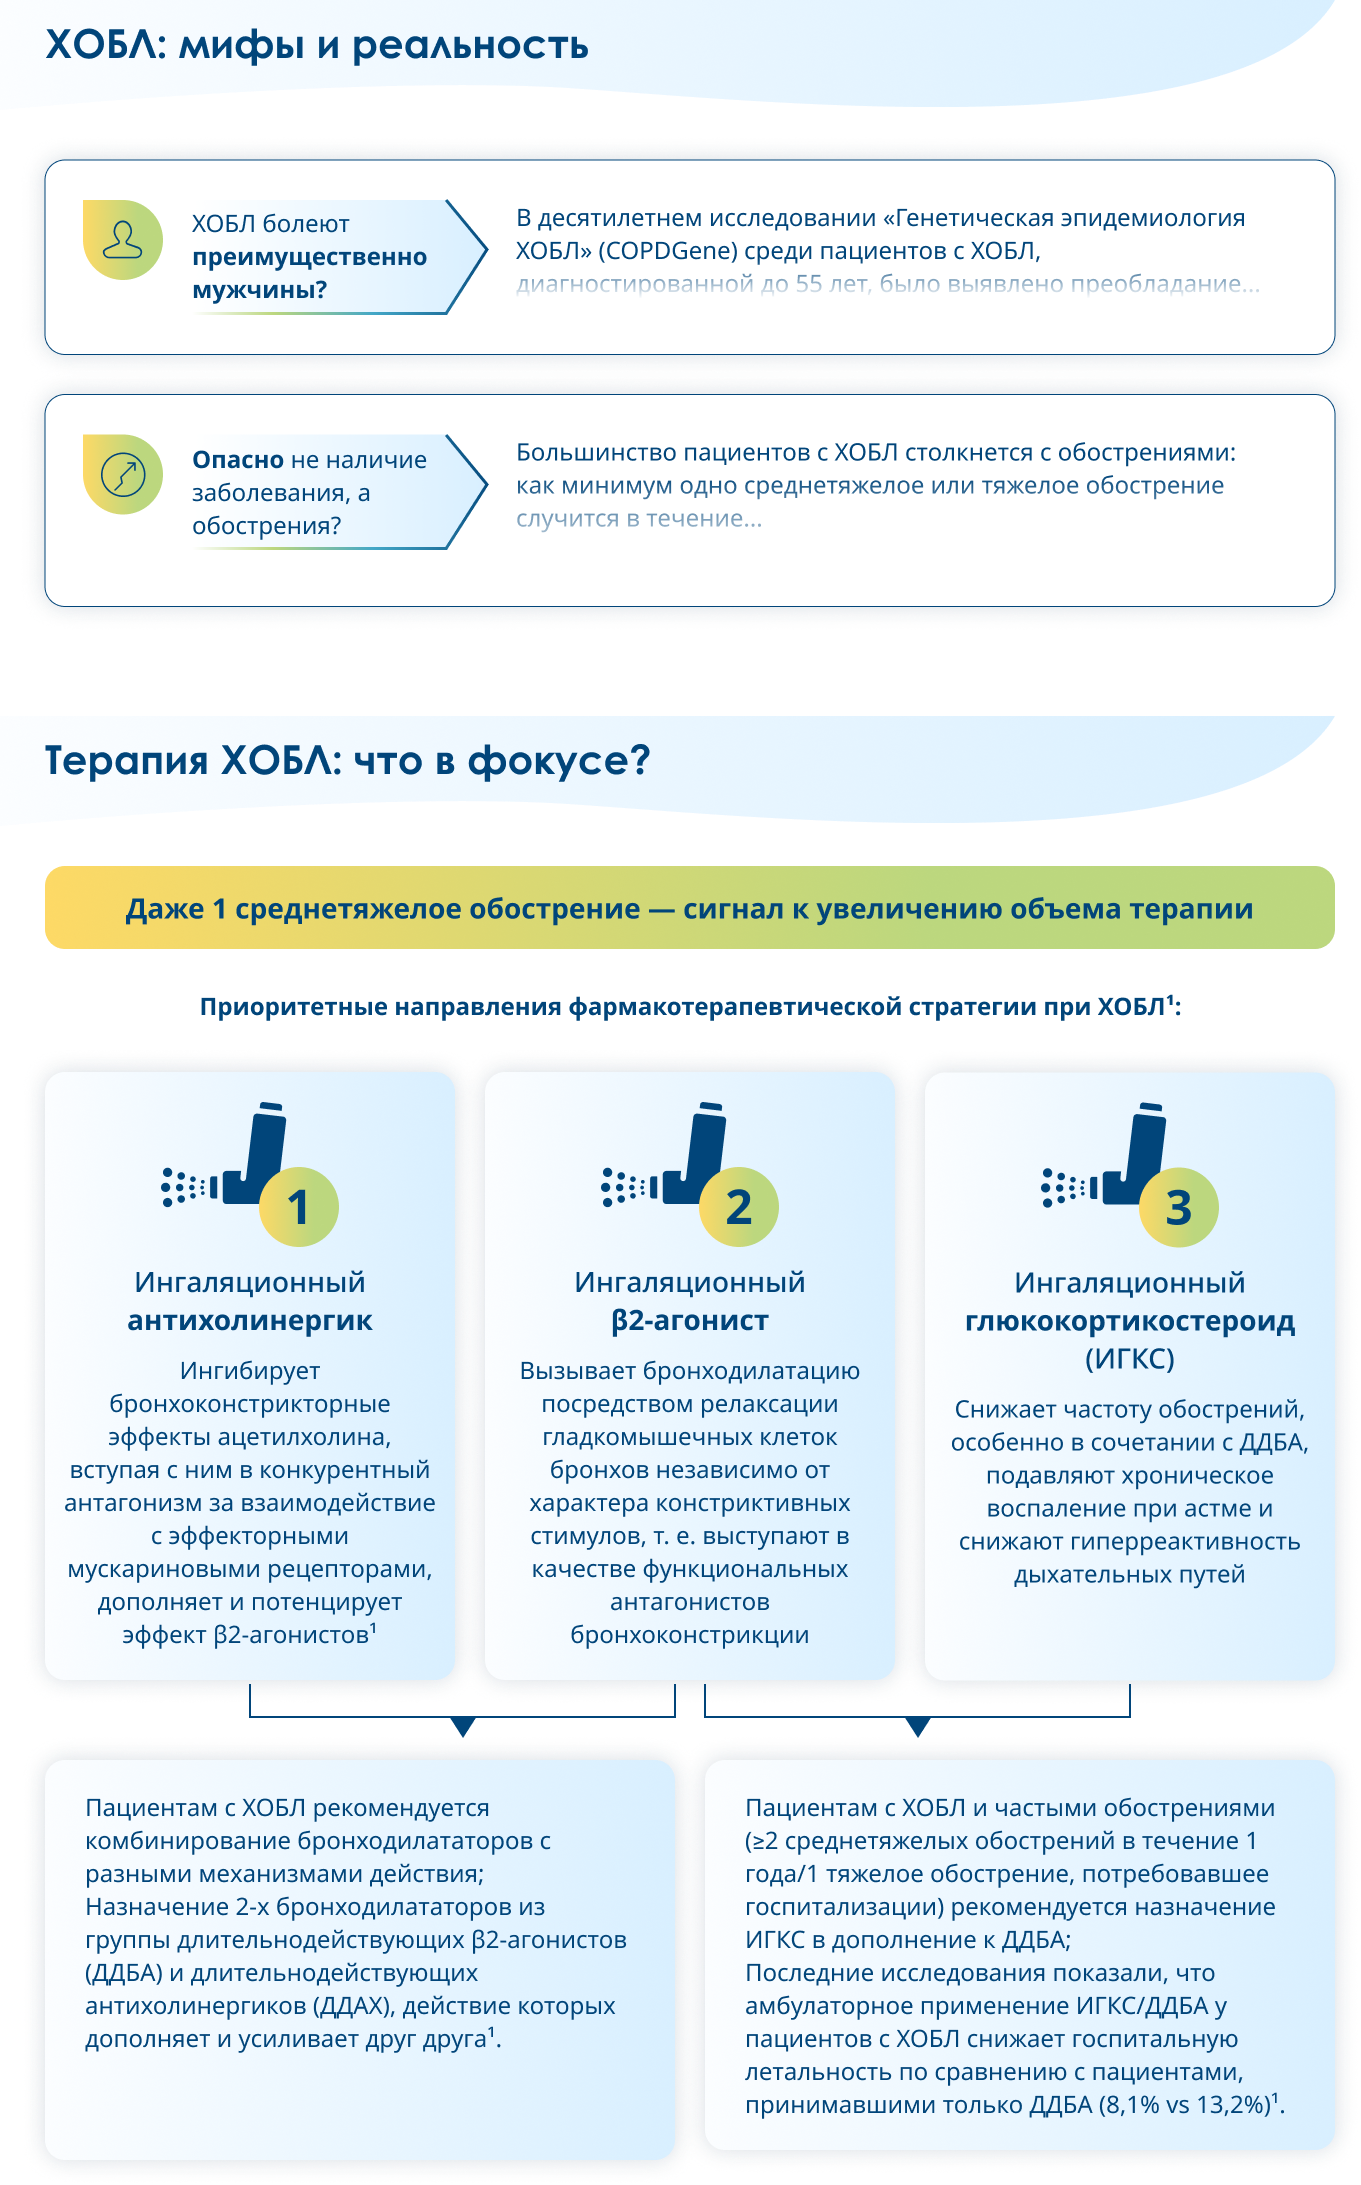 ХОБЛ: мифы и реальность
ХОБЛ болеют
преимущественно
мужчины?
В десятилетнем исследовании «Генетическая эпидемиология
ХОБЛ» (COPDGene) среди пациентов с ХОБЛ,
диагностированной до 55 лет, было выявлено преобладание...
Опасно не наличие
заболевания, а
обострения?
Большинство пациентов с ХОБЛ столкнется с обострениями:
как минимум одно среднетяжелое или тяжелое обострение
случится в течение...
Терапия ХОБЛ: что в фокусе?
Даже 1 среднетяжелое обострение — сигнал к увеличению объема терапии
Приоритетные направления фармакотерапевтической стратегии при ХОБЛ¹:
1
Ингаляционный
антихолинергик
Ингибирует
бронхоконстрикторные
эффекты ацетилхолина,
вступая с ним в конкурентный
антагонизм за взаимодействие
с эффекторными
мускариновыми рецепторами,
дополняет и потенцирует
эффект β2-агонистов¹
2
Ингаляционный
β2-агонист
Вызывает бронходилатацию
посредством релаксации
гладкомышечных клеток
бронхов независимо от
характера констриктивных
стимулов, т. е. выступают в
качестве функциональных
антагонистов
бронхоконстрикции
3
Ингаляционный
глюкокортикостероид
(ИГКС)
Снижает частоту обострений,
особенно в сочетании с ДДБА,
подавляют хроническое
воспаление при астме и
снижают гиперреактивность
дыхательных путей
Пациентам с ХОБЛ рекомендуется
комбинирование бронходилататоров с
разными механизмами действия;
Назначение 2-х бронходилататоров из
группы длительнодействующих β2-агонистов
(ДДБА) и длительнодействующих
антихолинергиков (ДДАХ), действие которых
дополняет и усиливает друг друга¹.
Пациентам с ХОБЛ и частыми обострениями
(≥2 среднетяжелых обострений в течение 1
года/1 тяжелое обострение, потребовавшее
госпитализации) рекомендуется назначение
ИГКС в дополнение к ДДБА;
Последние исследования показали, что
амбулаторное применение ИГКС/ДДБА у
пациентов с ХОБЛ снижает госпитальную
летальность по сравнению с пациентами,
принимавшими только ДДБА (8,1% vs 13,2%)¹.